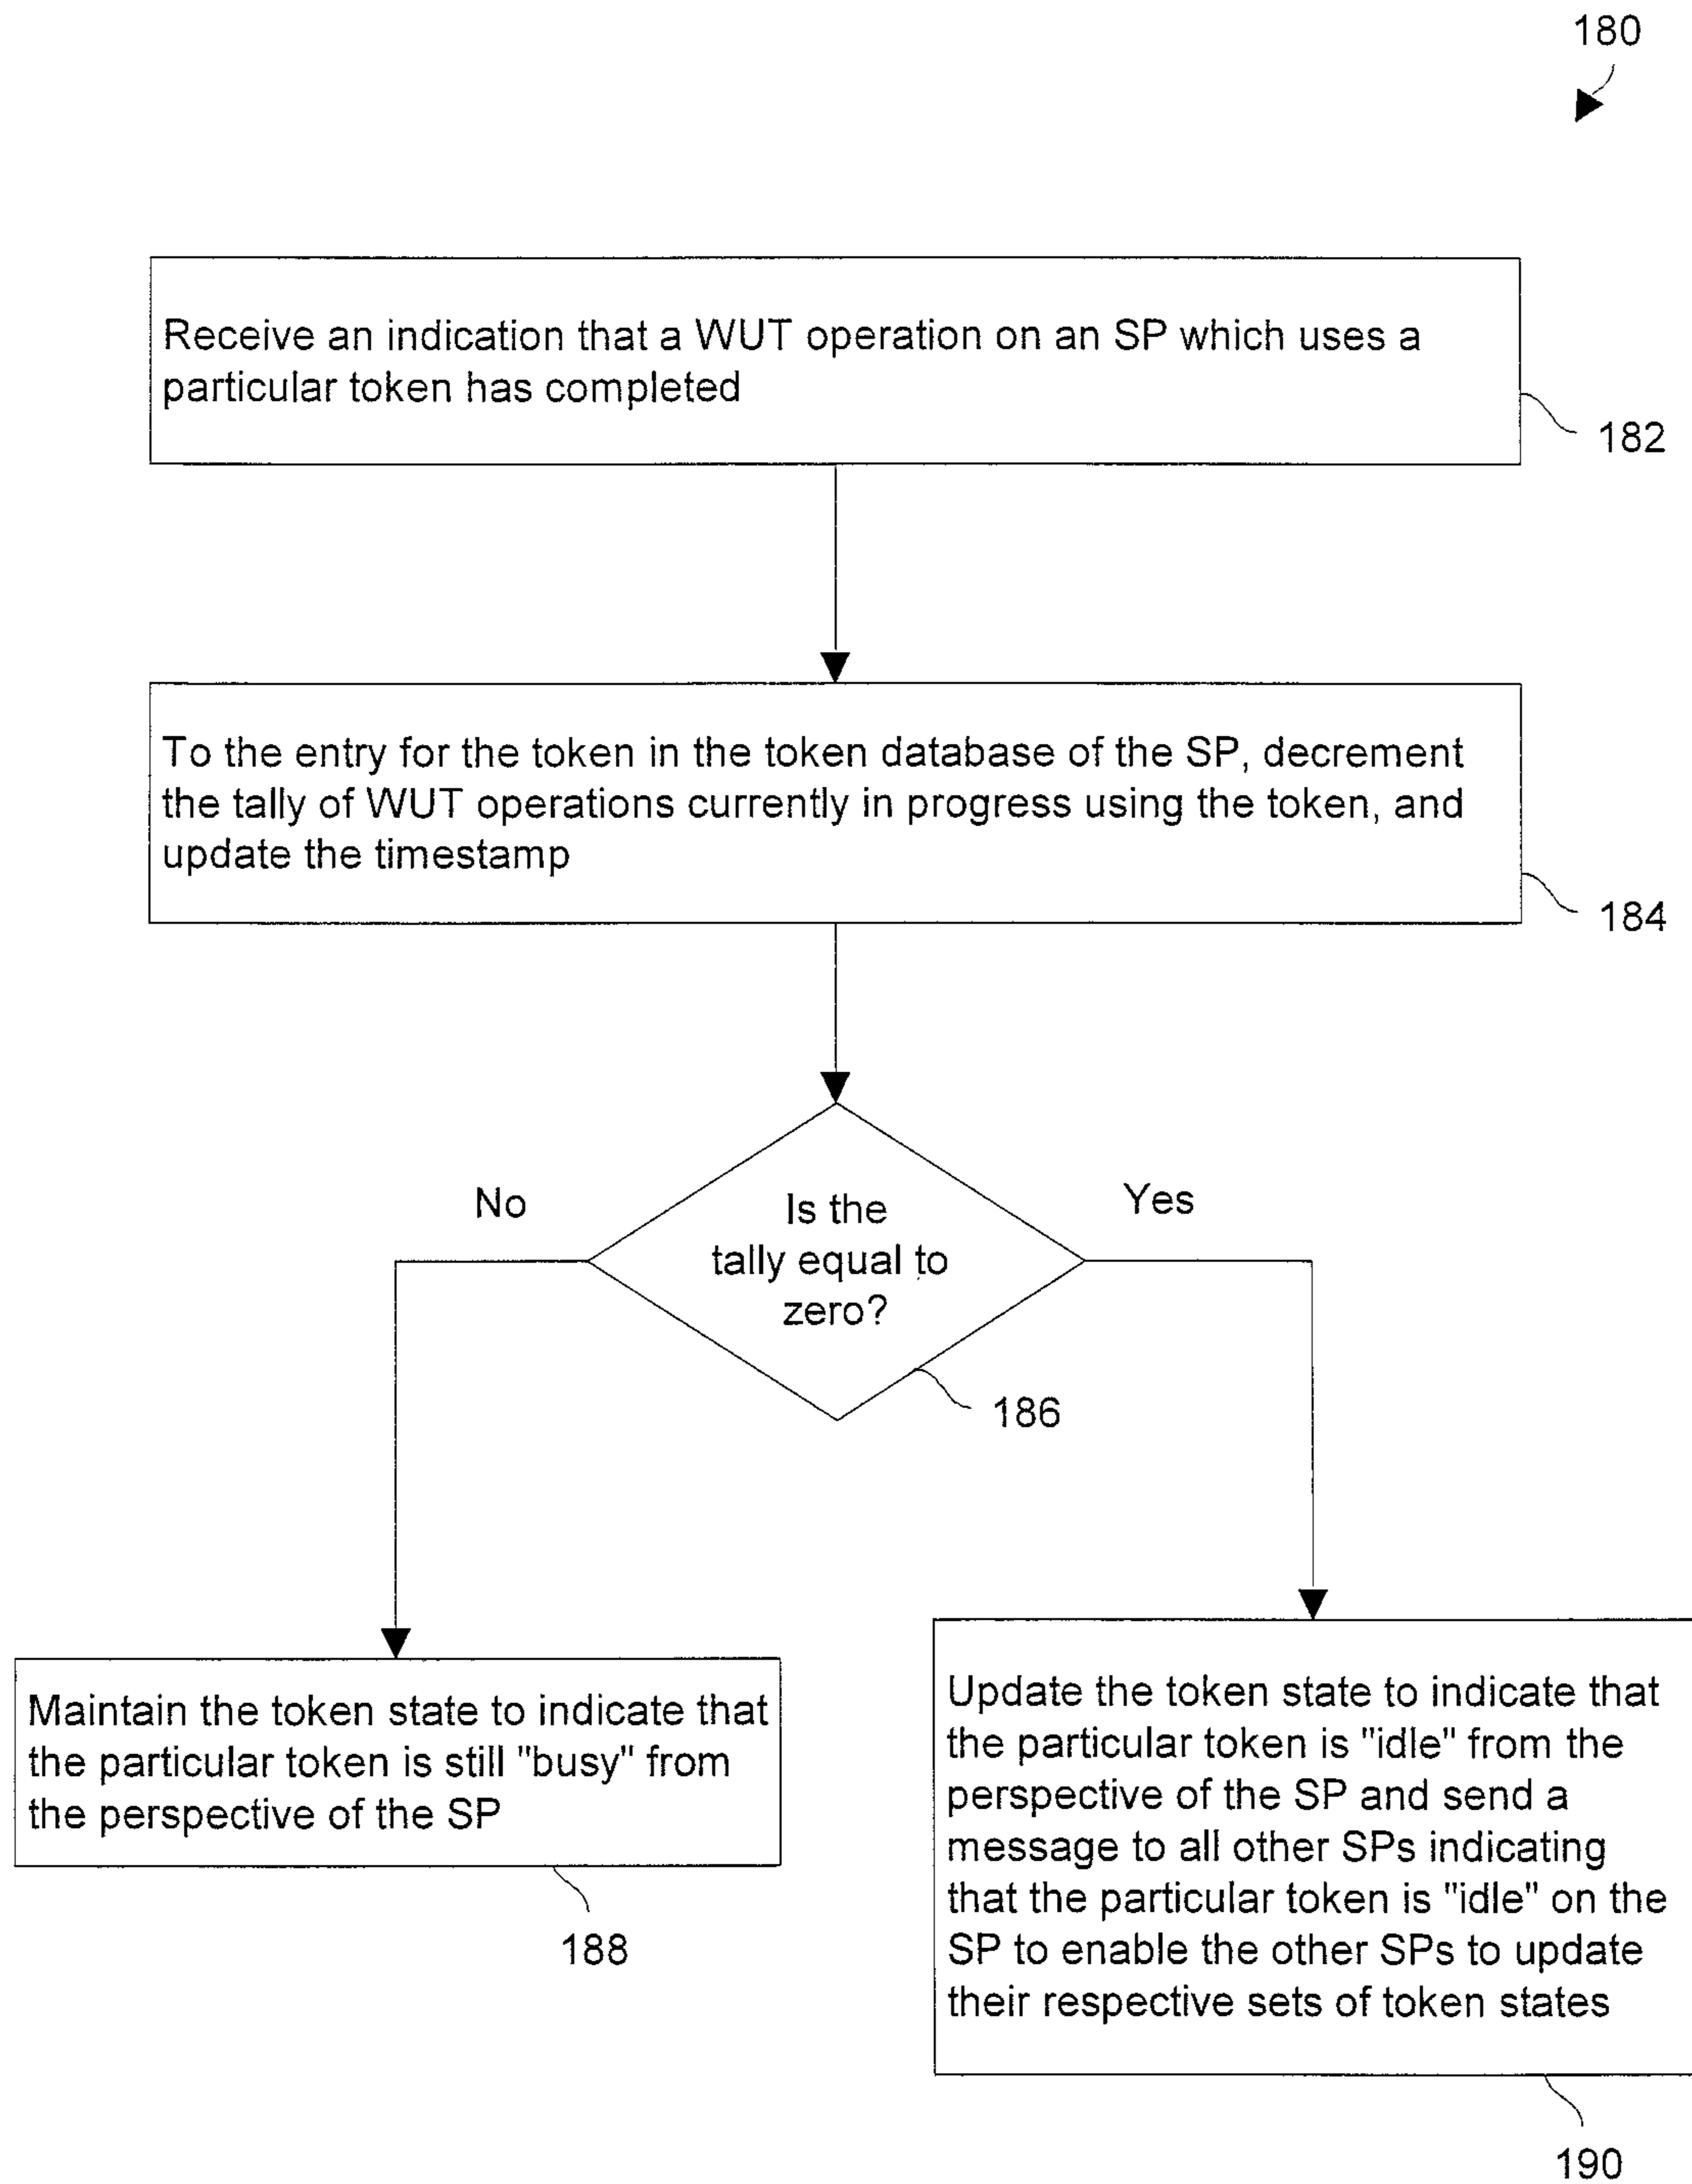 180
Receive an indication that a WUT operation on an SP which uses a
particular token has completed
182
To the entry for the token in the token database of the SP, decrement
the tally of WUT operations currently in progress using the token, and
update the timestamp
184
No
Yes
Is the
tally equal to
zero?
186
Maintain the token state to indicate that
the particular token is still "busy" from
the perspective of the SP
188
Update the token state to indicate that
the particular token is "idle" from the
perspective of the SP and send a
message to all other SPs indicating
that the particular token is "idle" on the
SP to enable the other SPs to update
their respective sets of token states
190